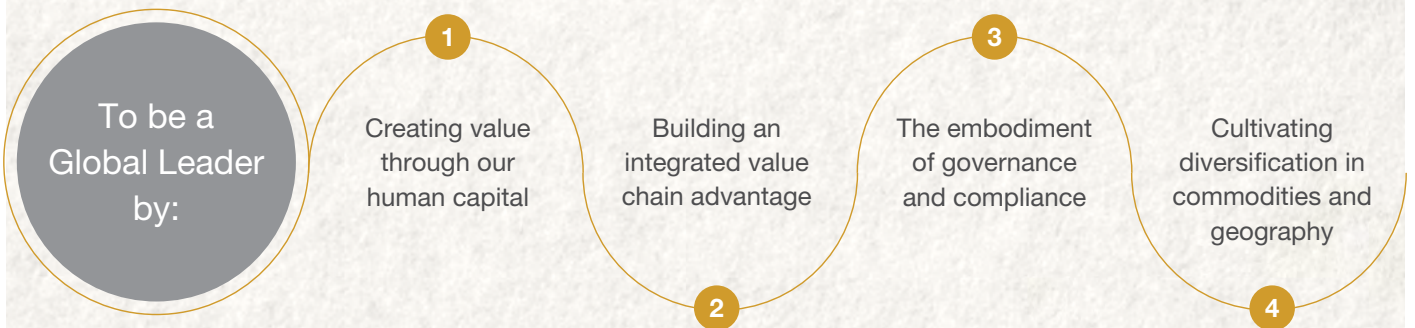 To be a
Global Leader
by:
1
Creating value
through our
human capital
2
Building an
integrated value
chain advantage
3
The embodiment
of governance
and compliance
4
Cultivating
diversification in
commodities and
geography